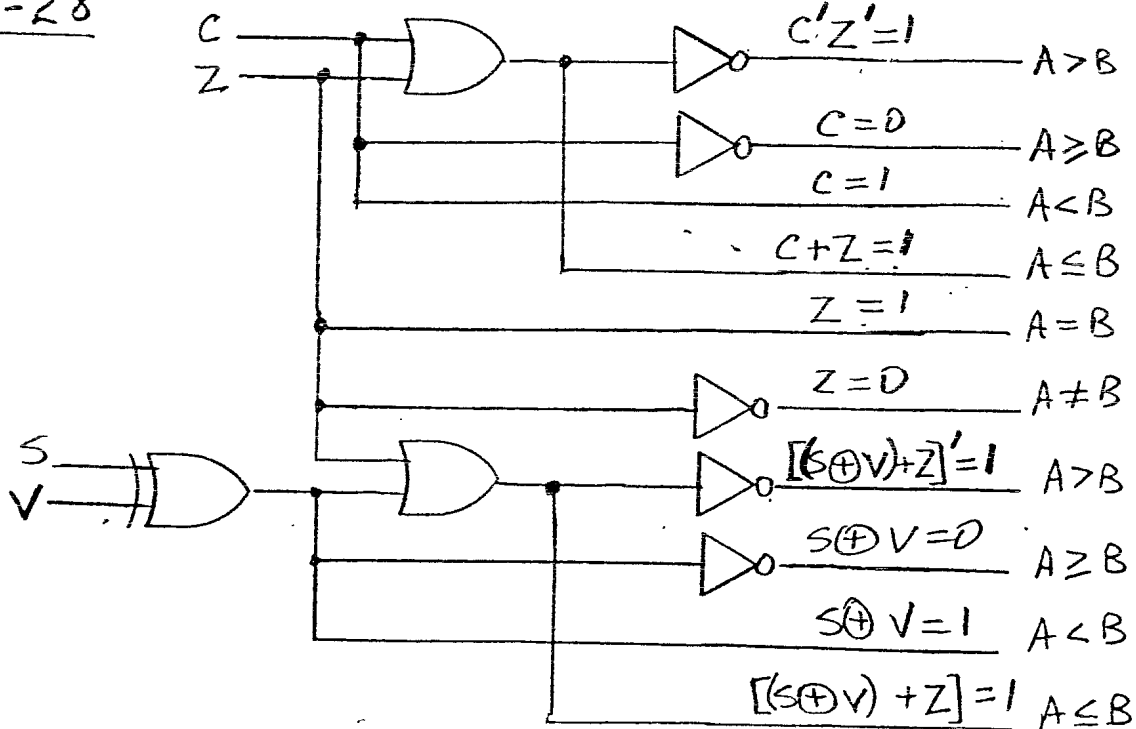 -28
C
C'Z'=1
A>B
Z
C=0
A≥B
C=1
A<B
C+Z=1
A≤B
Z=1
A=B
Z=0
A≠B
S
[(S⊕V)+Z]'=1
A>B
V
S⊕V=0
A≥B
S⊕V=1
A<B
[(S⊕V)+Z]=1
A≤B